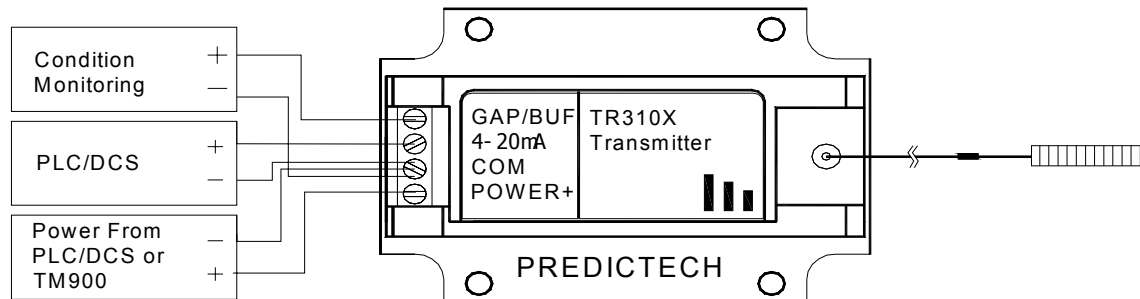 Condition
Monitoring
+
−
PLC/DCS
+
−
Power From
PLC/DCS or
TM900
−
+
GAP/BUF
4-20mA
COM
POWER+
TR310X
Transmitter
PREDICTECH